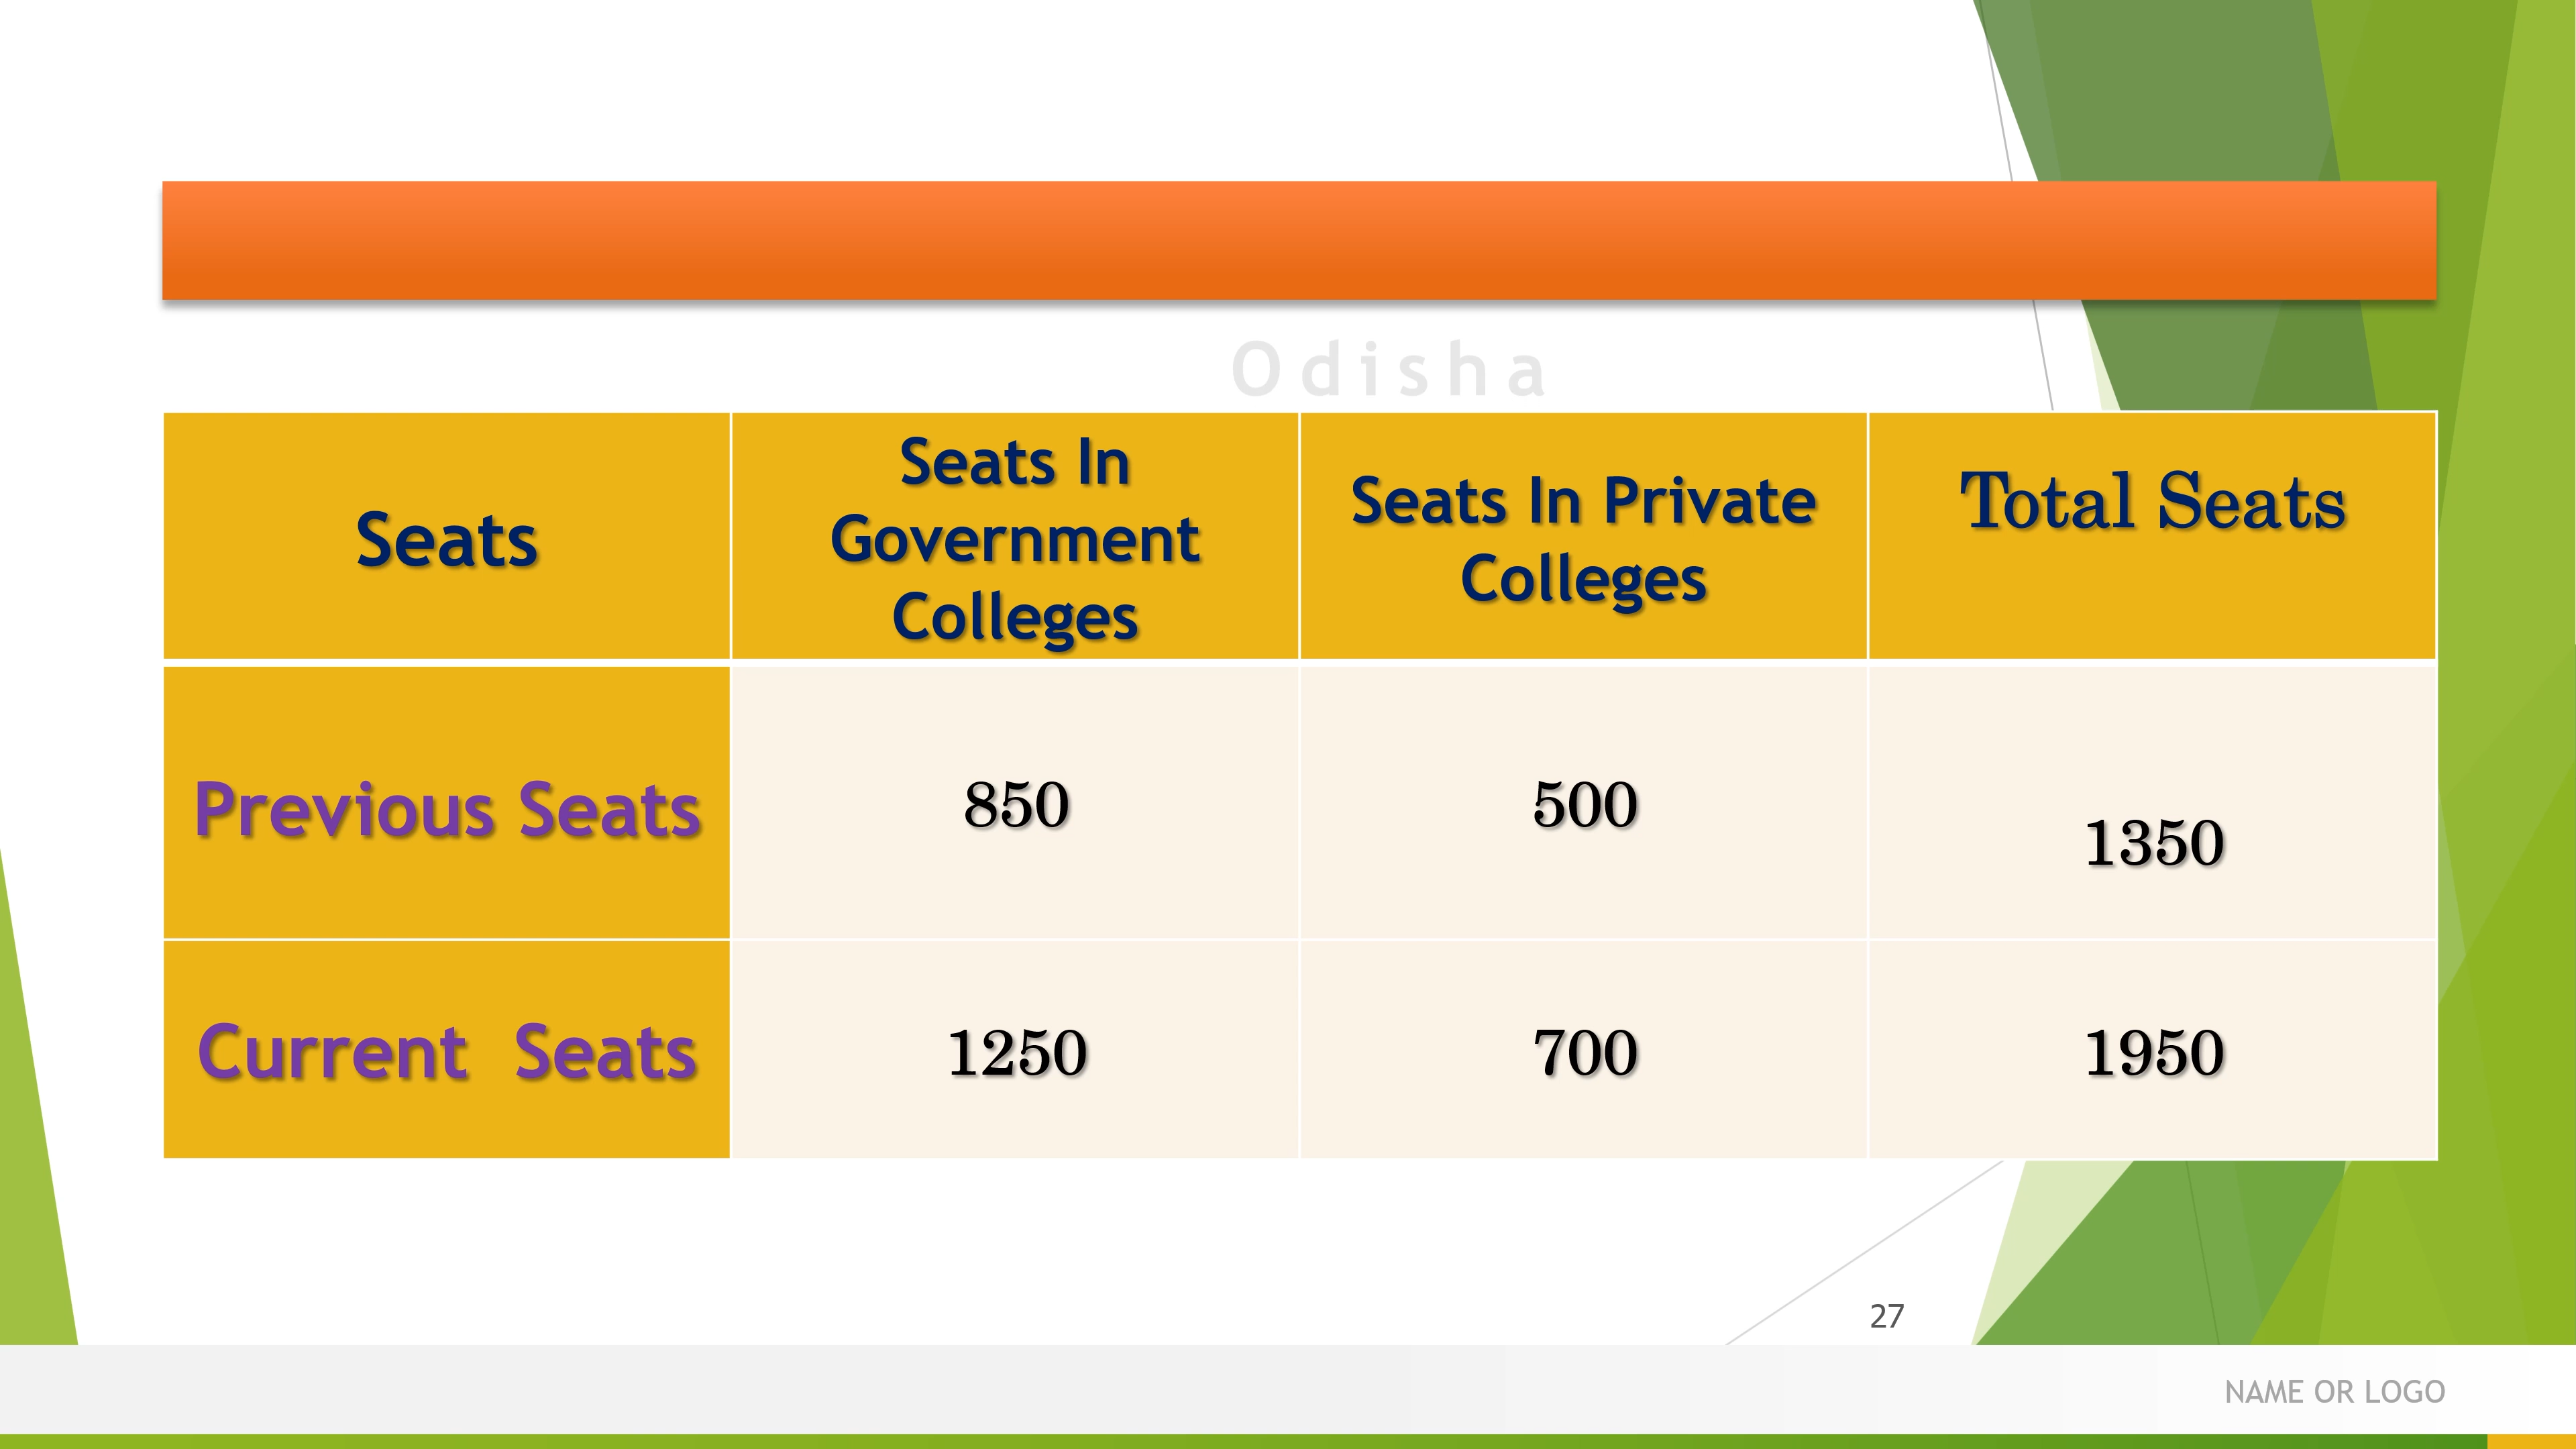 Odisha
Seats
Seats In
Government
Colleges
Seats In Private
Colleges
Total Seats
Previous Seats
850
500
1350
Current  Seats
1250
700
1950
27
NAME OR LOGO